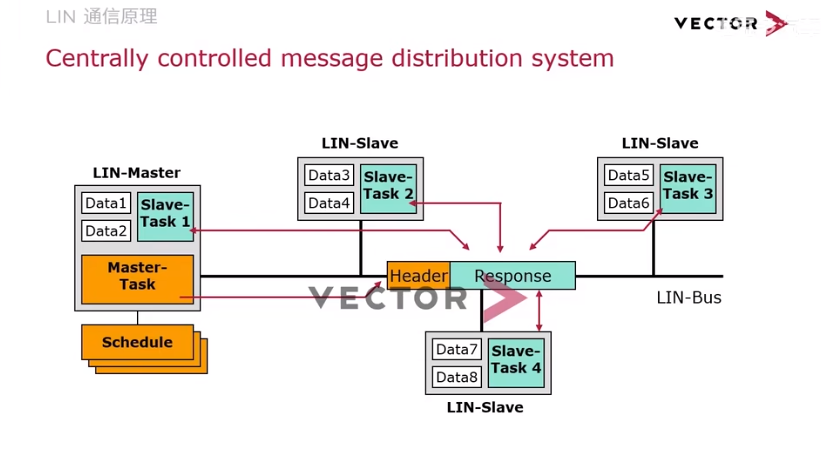 LIN 通信原理
VECTOR
Centrally controlled message distribution system
LIN-Master
Data1
Data2
Slave-
Task 1
Master-
Task
Schedule
LIN-Slave
Data3
Data4
Slave-
Task 2
LIN-Slave
Data5
Data6
Slave-
Task 3
Header
Response
VECTOR
LIN-Bus
Data7
Data8
Slave-
Task 4
LIN-Slave